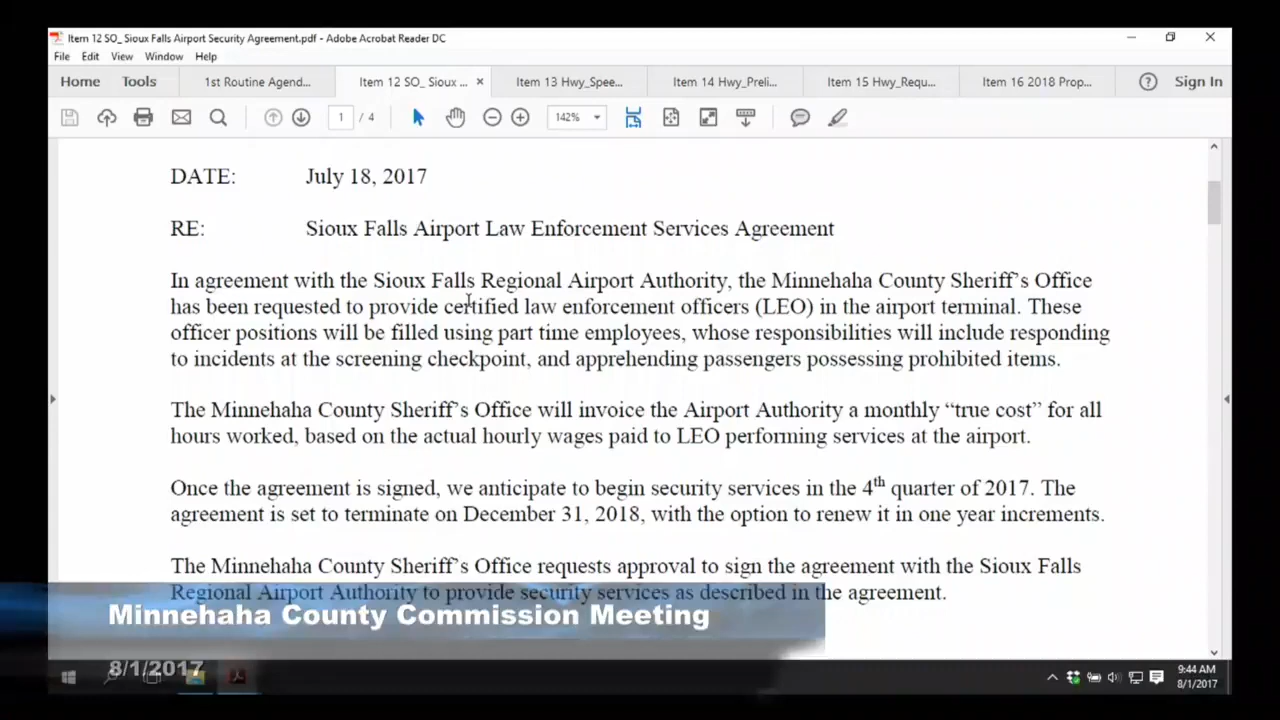 Item 12 SO_ Sioux Falls Airport Security Agreement.pdf - Adobe Acrobat Reader DC
File Edit View Window Help
Home Tools 1st Routine Agend... Item 12 SO_ Sioux ... × Item 13 Hwy_Spee... Item 14 Hwy_Preli... Item 15 Hwy_Requ... Item 16 2018 Prop... ? Sign In
1 / 4 142%
DATE: July 18, 2017
RE: Sioux Falls Airport Law Enforcement Services Agreement
In agreement with the Sioux Falls Regional Airport Authority, the Minnehaha County Sheriff’s Office
has been requested to provide certified law enforcement officers (LEO) in the airport terminal. These
officer positions will be filled using part time employees, whose responsibilities will include responding
to incidents at the screening checkpoint, and apprehending passengers possessing prohibited items.
The Minnehaha County Sheriff’s Office will invoice the Airport Authority a monthly “true cost” for all
hours worked, based on the actual hourly wages paid to LEO performing services at the airport.
Once the agreement is signed, we anticipate to begin security services in the 4th quarter of 2017. The
agreement is set to terminate on December 31, 2018, with the option to renew it in one year increments.
The Minnehaha County Sheriff’s Office requests approval to sign the agreement with the Sioux Falls
Regional Airport Authority to provide security services as described in the agreement.
Minnehaha County Commission Meeting
8/1/2017
9:44 AM
8/1/2017